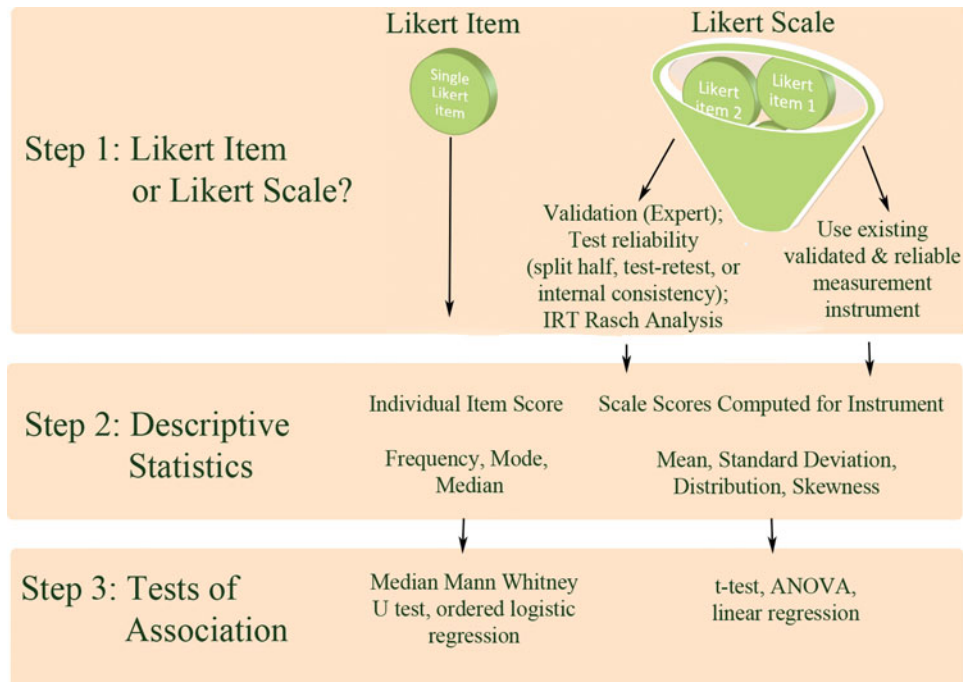 Likert Item
Likert Scale
Single
Likert
item
Likert
item 2
Likert
item 1
Step 1: Likert Item
or Likert Scale?
Validation (Expert);
Test reliability
(split half, test-retest, or
internal consistency);
IRT Rasch Analysis
Use existing
validated & reliable
measurement
instrument
Step 2: Descriptive
Statistics
Individual Item Score
Frequency, Mode,
Median
Scale Scores Computed for Instrument
Mean, Standard Deviation,
Distribution, Skewness
Step 3: Tests of
Association
Median Mann Whitney
U test, ordered logistic
regression
t-test, ANOVA,
linear regression